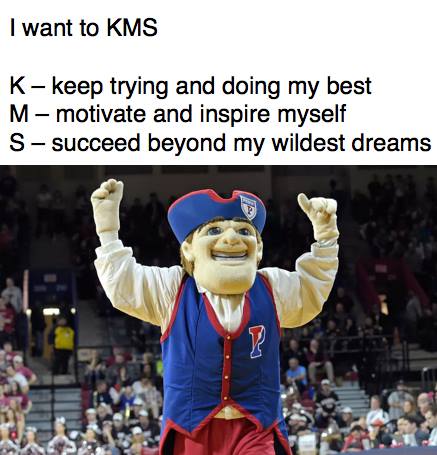 I want to KMS
K – keep trying and doing my best
M – motivate and inspire myself
S – succeed beyond my wildest dreams
P